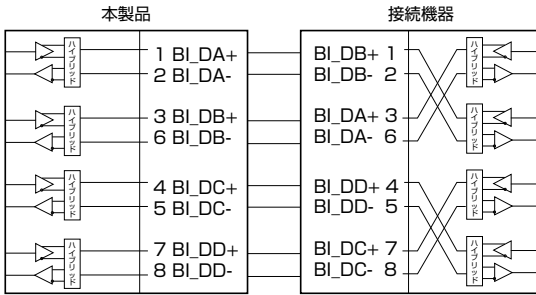 本製品
接続機器
ハイブリッド
1 BI_DA+
2 BI_DA-
BI_DB+ 1
BI_DB- 2
ハイブリッド
ハイブリッド
3 BI_DB+
6 BI_DB-
BI_DA+ 3
BI_DA- 6
ハイブリッド
ハイブリッド
4 BI_DC+
5 BI_DC-
BI_DD+ 4
BI_DD- 5
ハイブリッド
ハイブリッド
7 BI_DD+
8 BI_DD-
BI_DC+ 7
BI_DC- 8
ハイブリッド